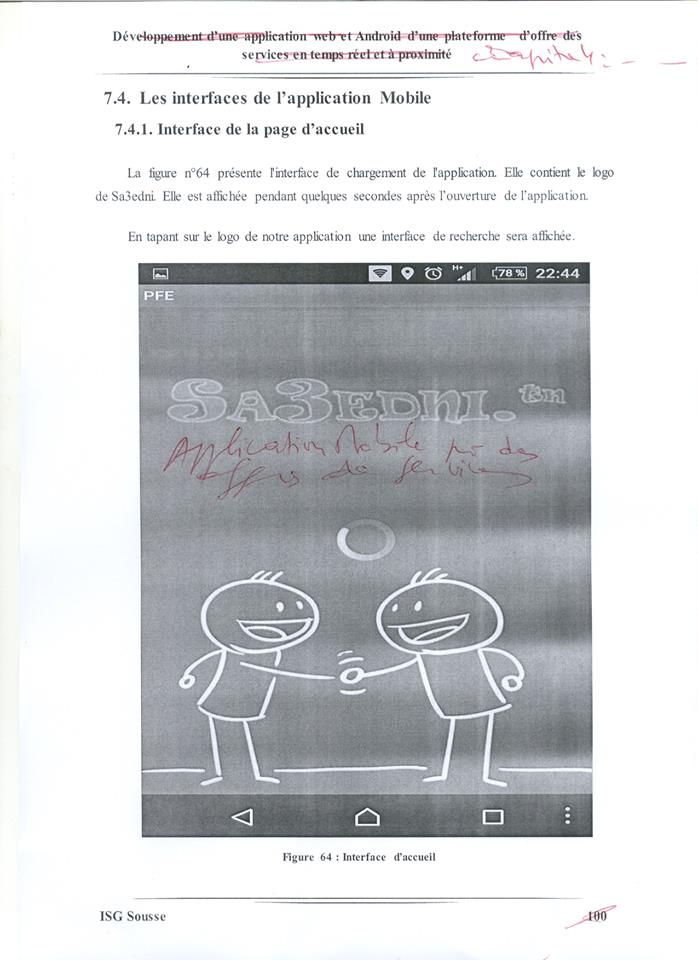 Développement d'une application web et Android d'une plateforme d'offre des
services en temps réel et à proximité
Chapitre 4 : - -
7.4. Les interfaces de l'application Mobile
7.4.1. Interface de la page d'accueil
La figure n°64 présente l'interface de chargement de l'application. Elle contient le logo
de Sa3edni. Elle est affichée pendant quelques secondes après l'ouverture de l'application.
En tapant sur le logo de notre application une interface de recherche sera affichée.
H+ 78 % 22:44
PFE
SA3EDNI.tn
Application Mobile pr des
offres de services
Figure 64 : Interface d'accueil
ISG Sousse
100